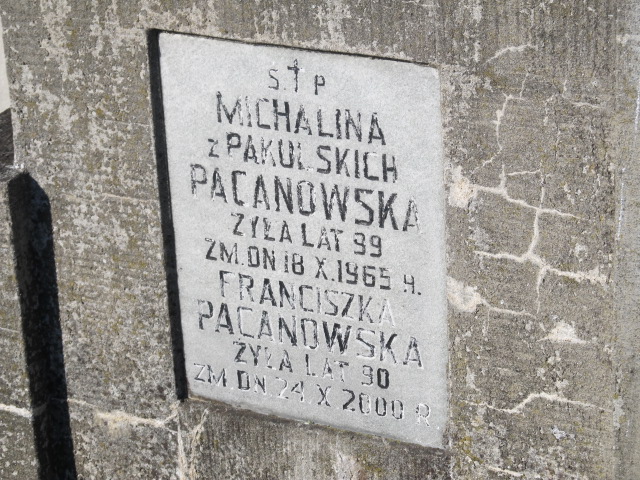 Ś. † P
MICHALINA
z PAKULSKICH
PACANOWSKA
ŻYŁA LAT 99
ZM. DN 18 X. 1965 R.
FRANCISZKA
PACANOWSKA
ŻYŁA LAT 90
ZM. DN. 24 X 2000 R